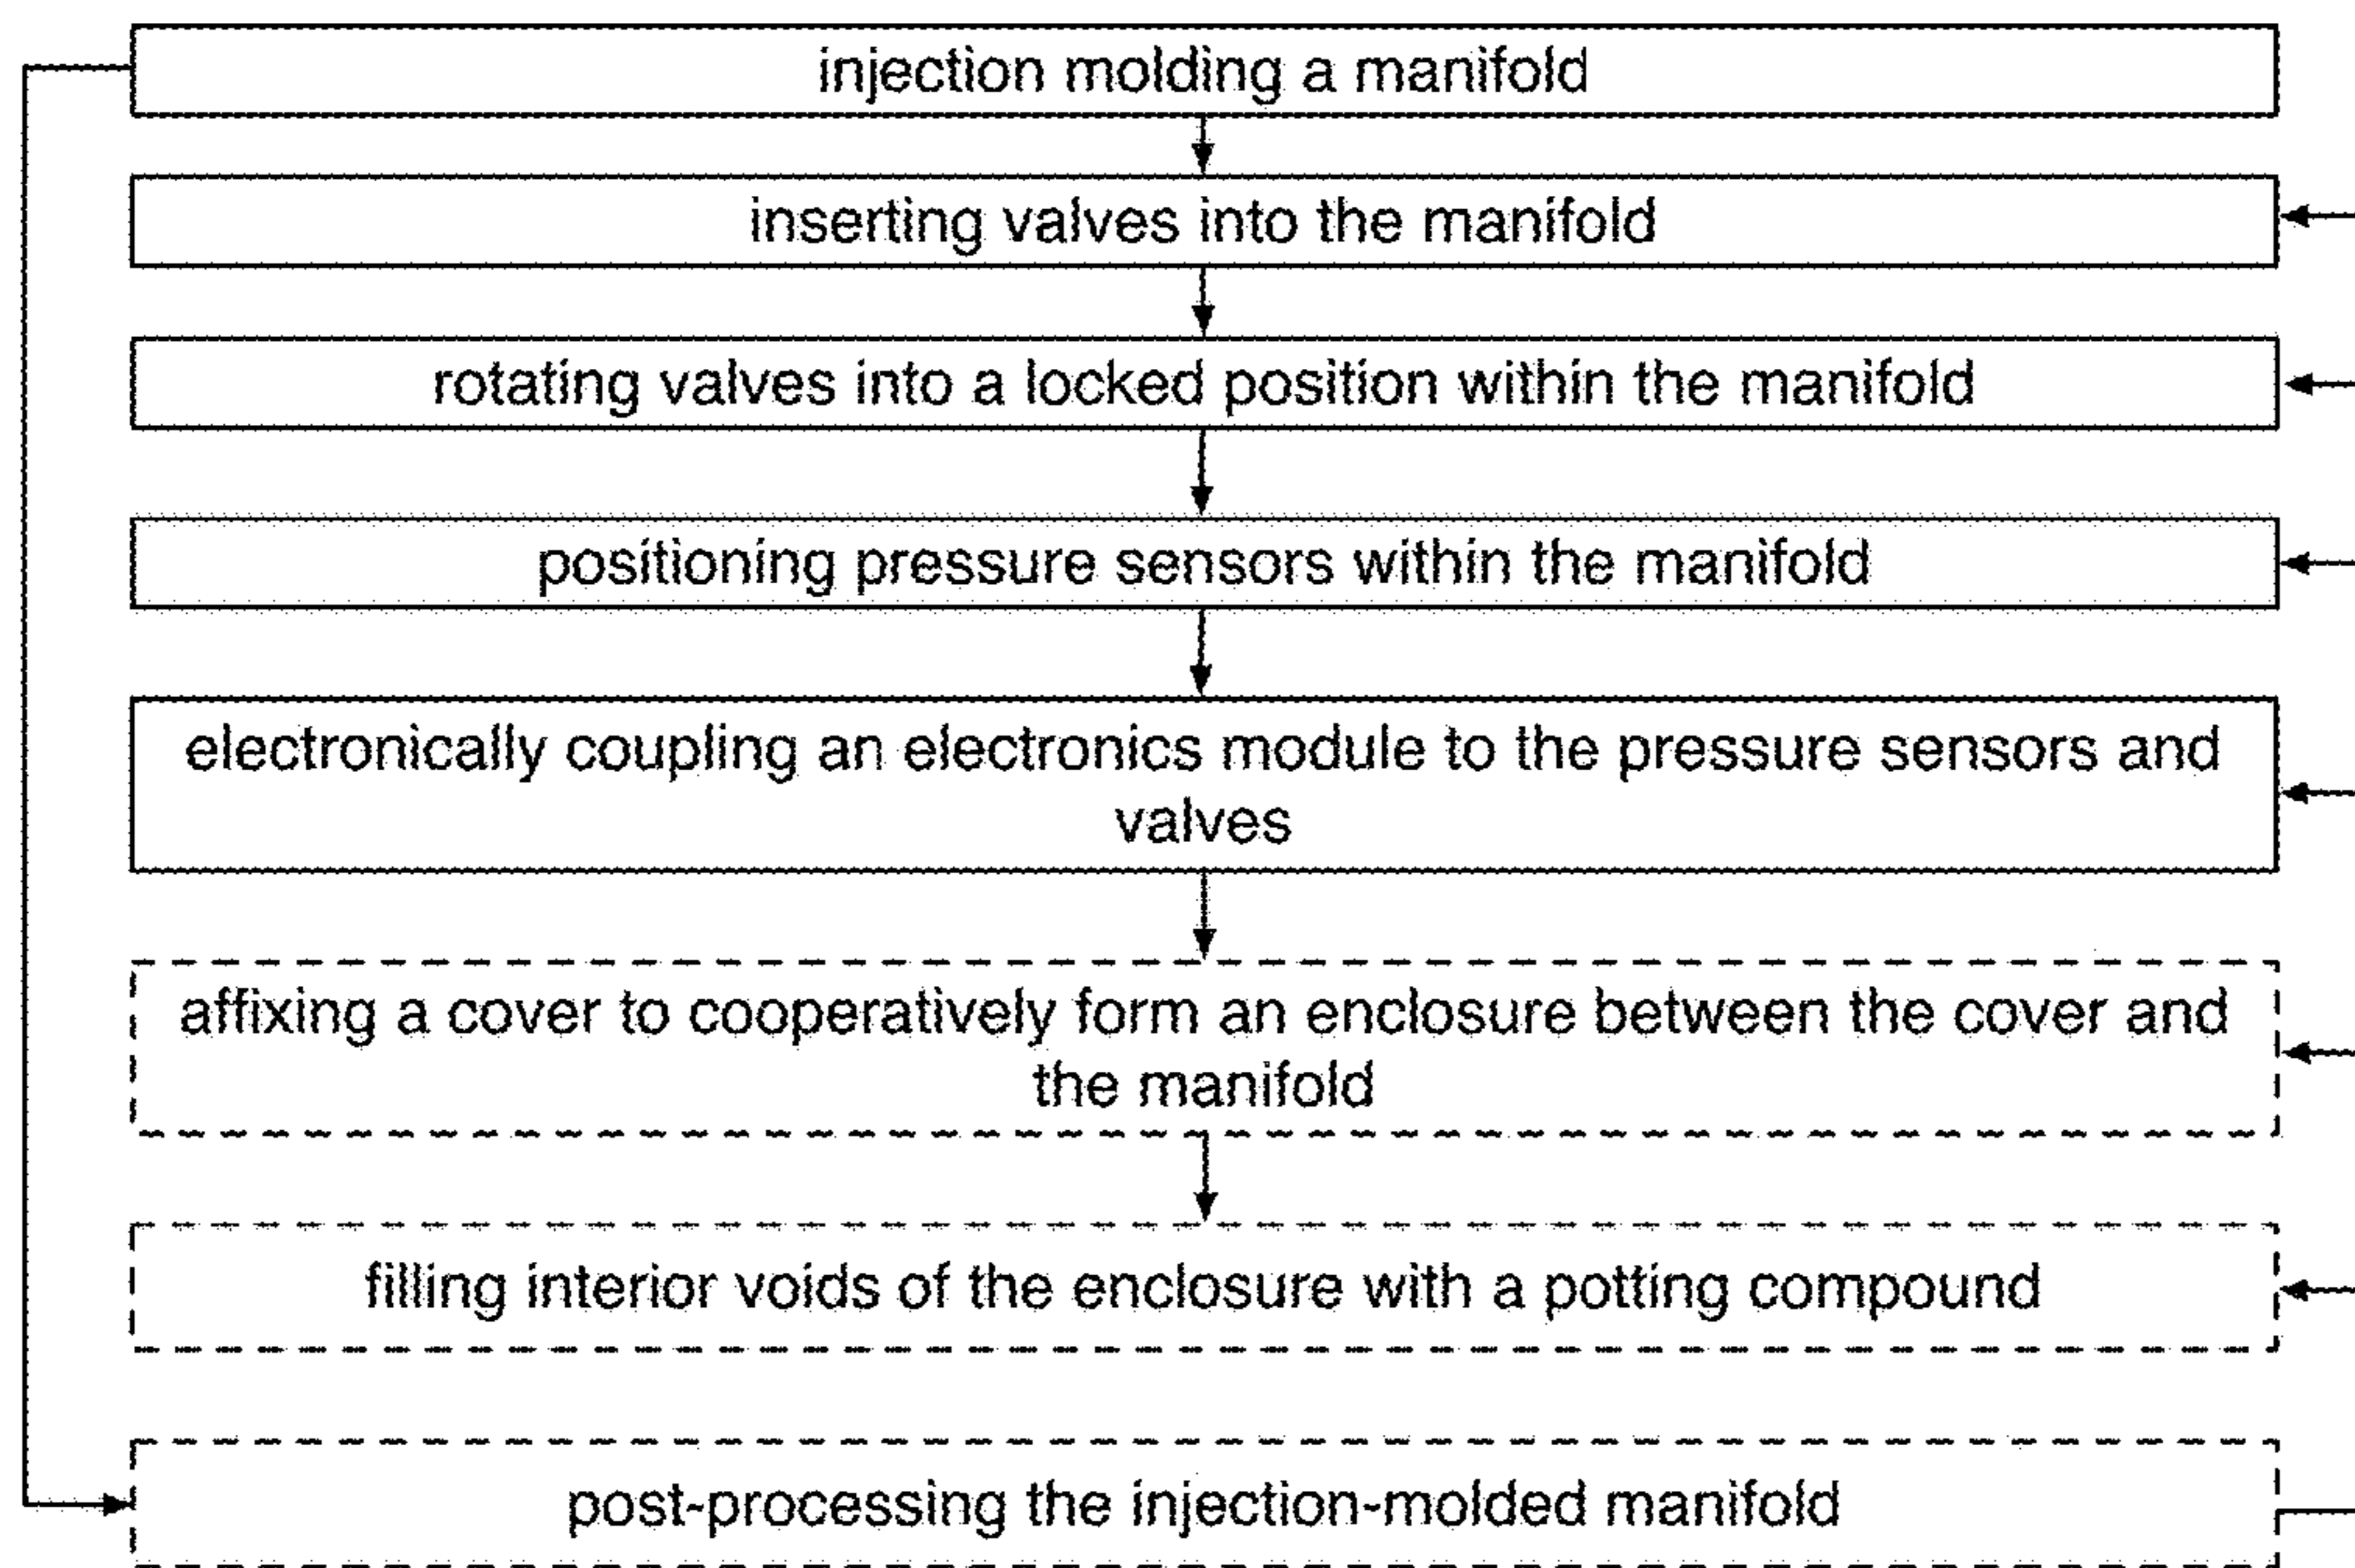 injection molding a manifold
inserting valves into the manifold
rotating valves into a locked position within the manifold
positioning pressure sensors within the manifold
electronically coupling an electronics module to the pressure sensors and
valves
affixing a cover to cooperatively form an enclosure between the cover and
the manifold
filling interior voids of the enclosure with a potting compound
post-processing the injection-molded manifold